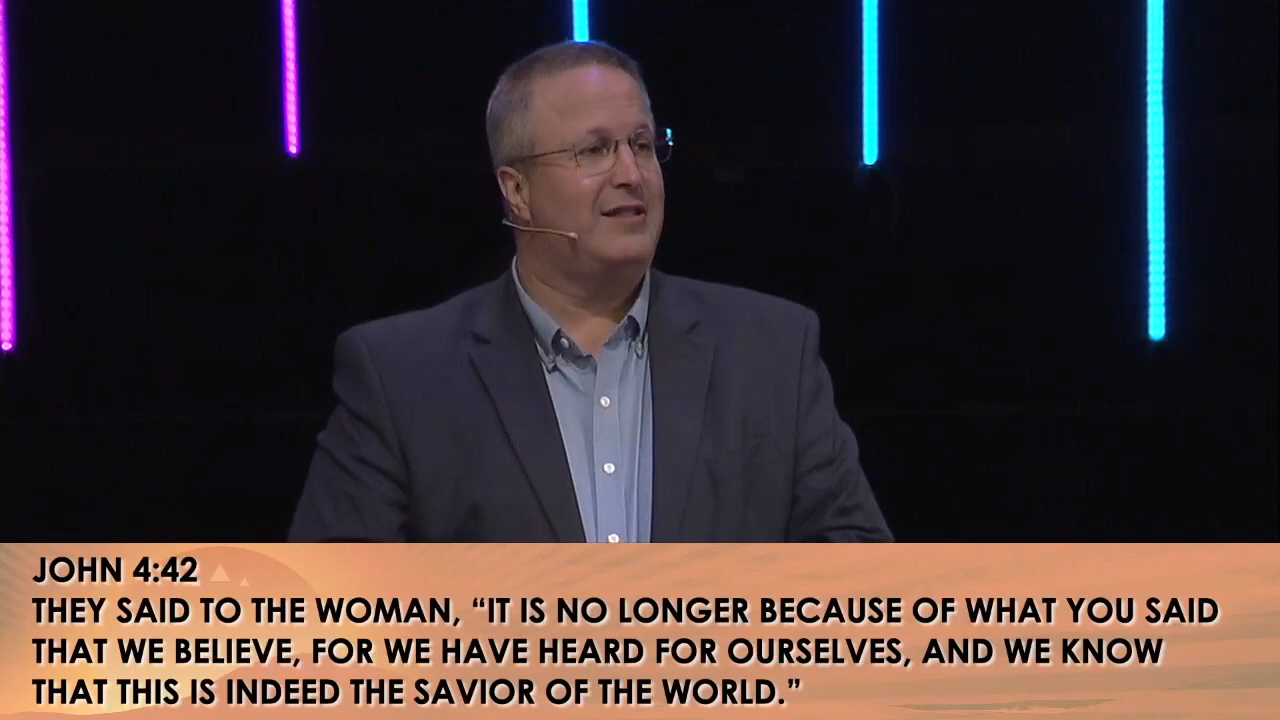 JOHN 4:42
THEY SAID TO THE WOMAN, “IT IS NO LONGER BECAUSE OF WHAT YOU SAID
THAT WE BELIEVE, FOR WE HAVE HEARD FOR OURSELVES, AND WE KNOW
THAT THIS IS INDEED THE SAVIOR OF THE WORLD.”